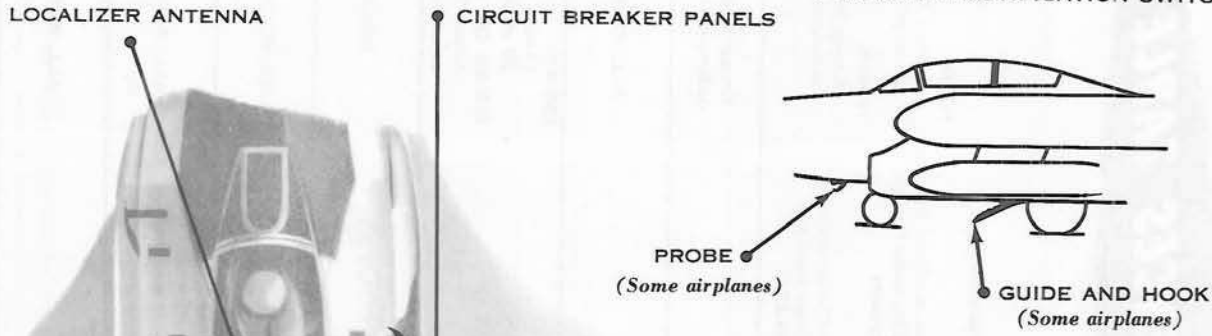 LOCALIZER ANTENNA
CIRCUIT BREAKER PANELS
PROBE
(Some airplanes)
GUIDE AND HOOK
(Some airplanes)